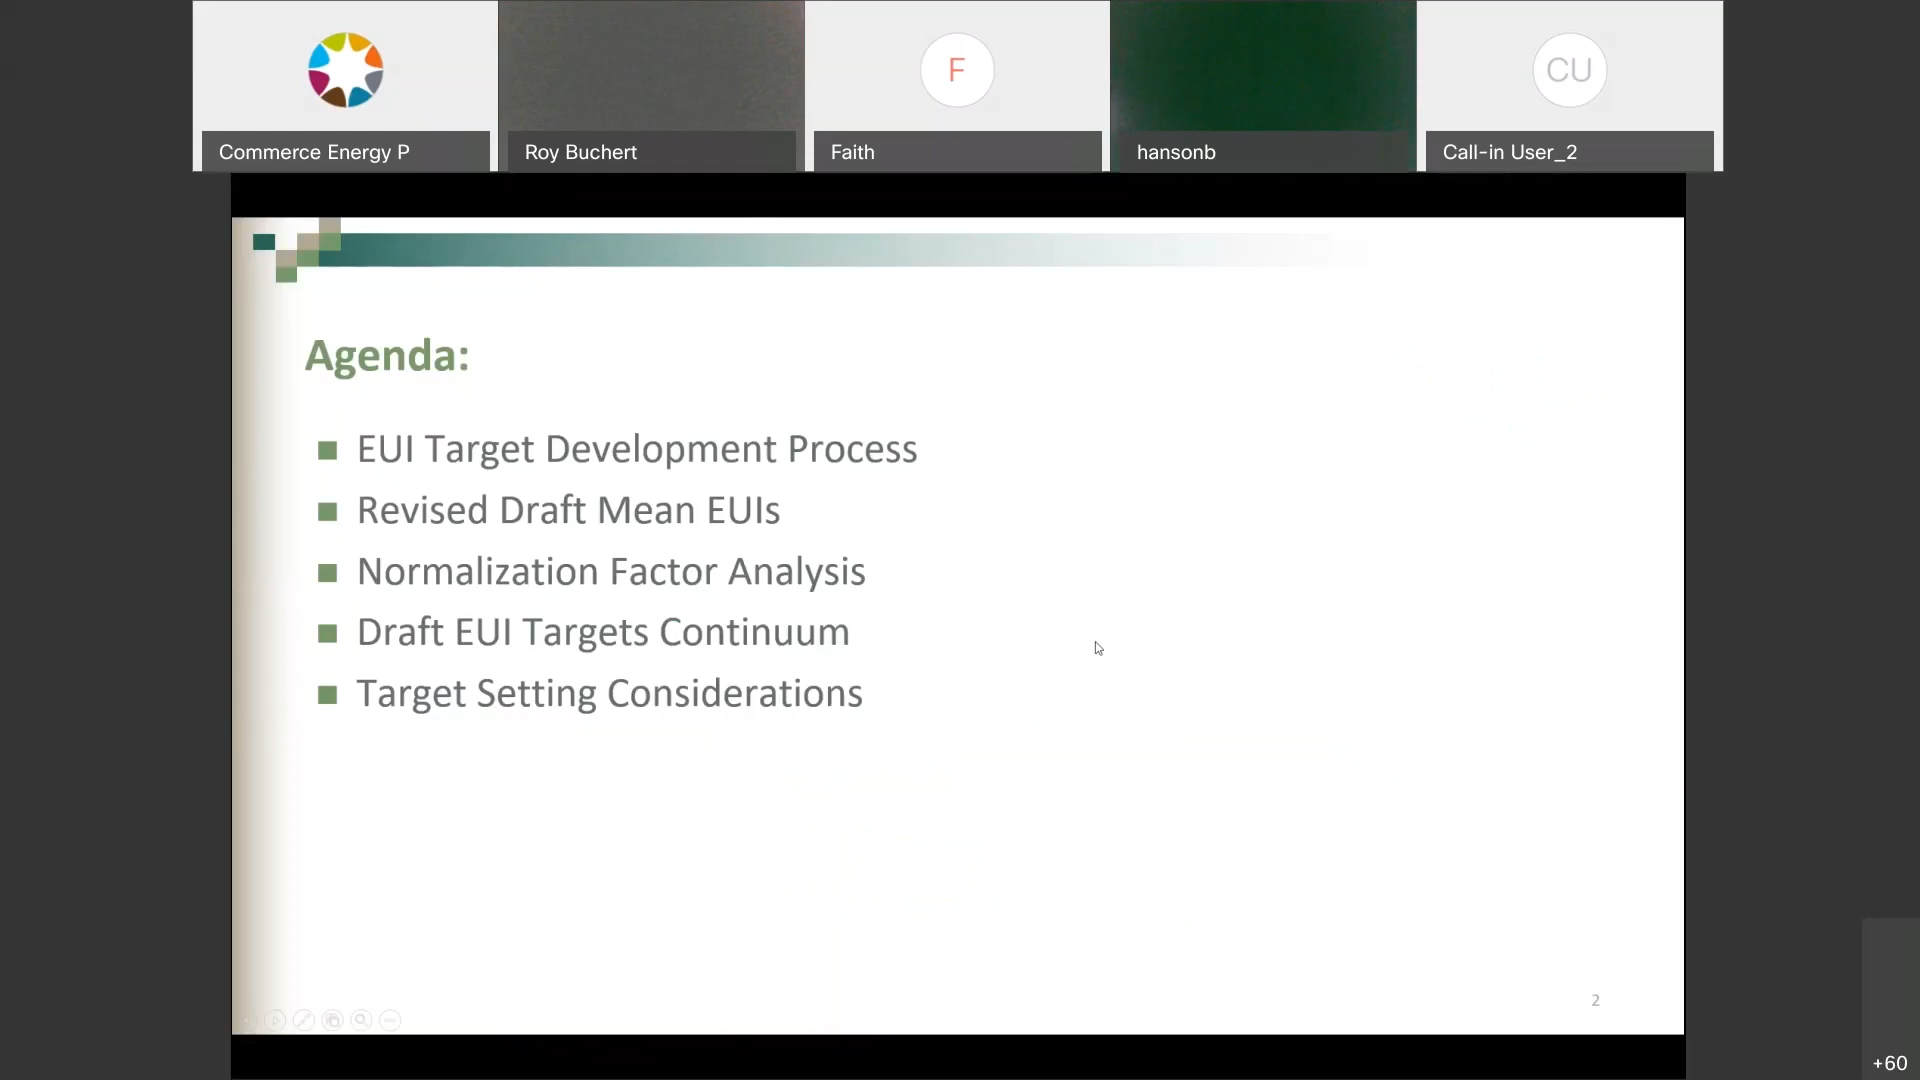 F
CU
Commerce Energy P
Roy Buchert
Faith
hansonb
Call-in User_2
Agenda:
EUI Target Development Process
Revised Draft Mean EUIs
Normalization Factor Analysis
Draft EUI Targets Continuum
Target Setting Considerations
2
+60